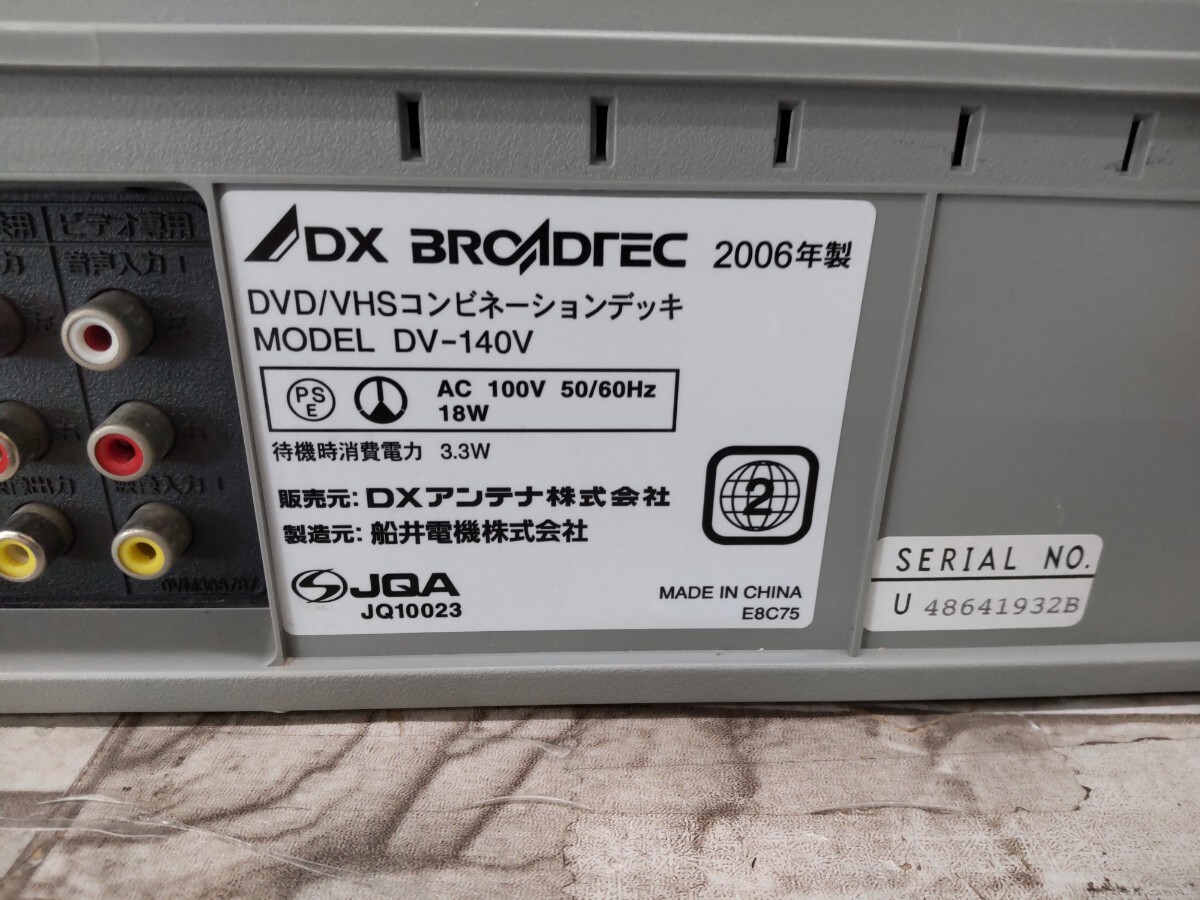 ビデオ専用
音声入力1
右
DX BROADTEC 2006年製
DVD/VHSコンビネーションデッキ
MODEL DV-140V
PS E
AC 100V 50/60Hz
18W
待機時消費電力 3.3W
2
販売元: DXアンテナ株式会社
製造元: 船井電機株式会社
JQA
JQ10023
MADE IN CHINA
E8C75
SERIAL NO.
U 48641932B